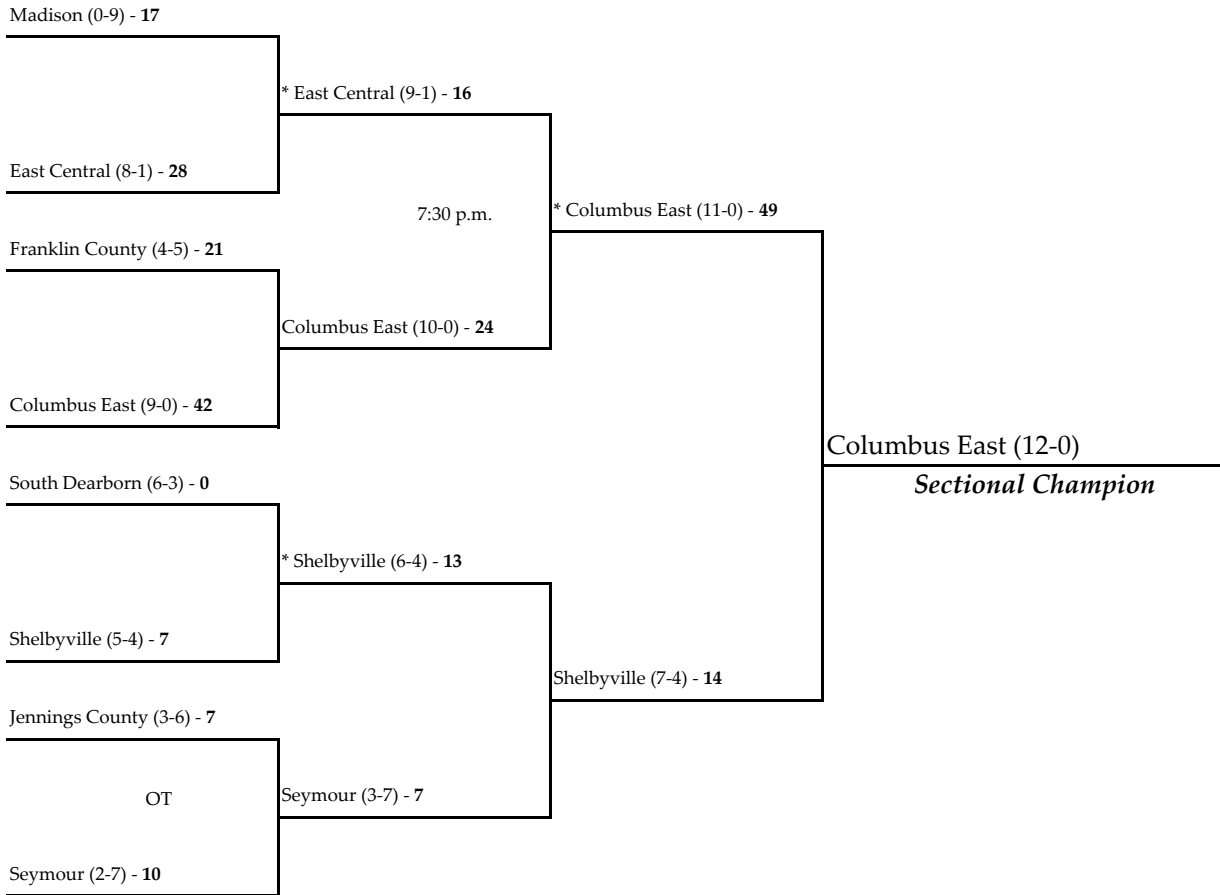 Madison (0-9) - 17
* East Central (9-1) - 16
East Central (8-1) - 28
7:30 p.m.
* Columbus East (11-0) - 49
Franklin County (4-5) - 21
Columbus East (10-0) - 24
Columbus East (9-0) - 42
Columbus East (12-0)
Sectional Champion
South Dearborn (6-3) - 0
* Shelbyville (6-4) - 13
Shelbyville (5-4) - 7
Shelbyville (7-4) - 14
Jennings County (3-6) - 7
OT
Seymour (3-7) - 7
Seymour (2-7) - 10